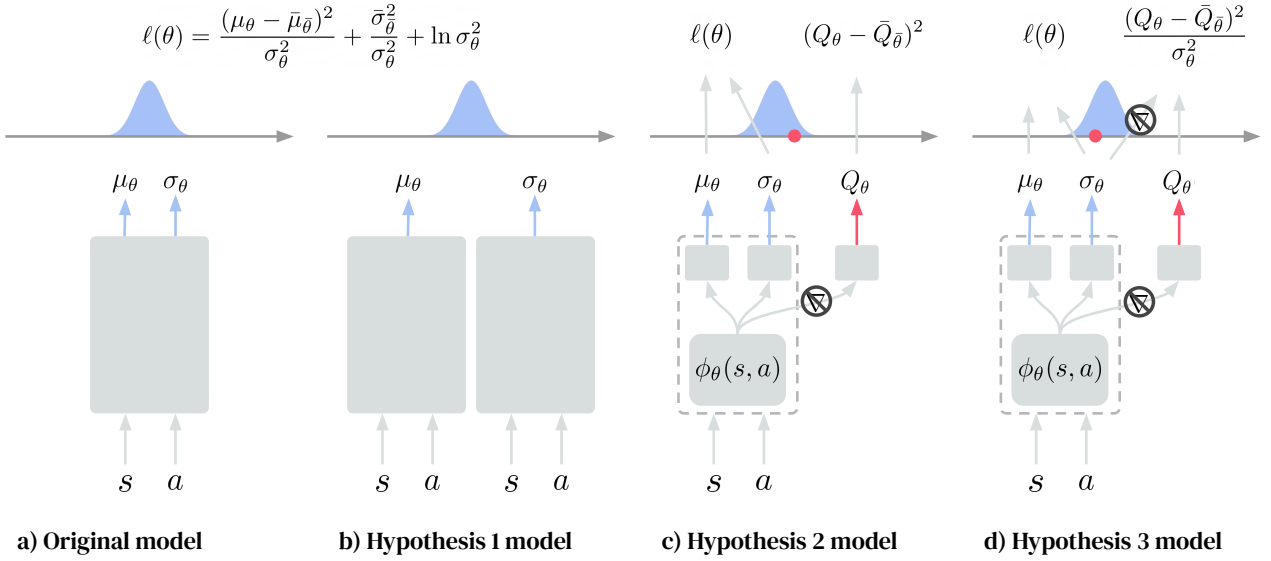 ℓ(θ) = (μ_θ − μ̄_θ̄)² / σ_θ² + σ̄_θ̄² / σ_θ² + ln σ_θ²
ℓ(θ) (Q_θ − Q̄_θ̄)²
ℓ(θ) (Q_θ − Q̄_θ̄)² / σ_θ²
μ_θ σ_θ
μ_θ σ_θ
μ_θ σ_θ Q_θ
μ_θ σ_θ Q_θ
∇
∇
∇
ϕ_θ(s, a)
ϕ_θ(s, a)
s a
s a s a
s a
s a
a) Original model
b) Hypothesis 1 model
c) Hypothesis 2 model
d) Hypothesis 3 model